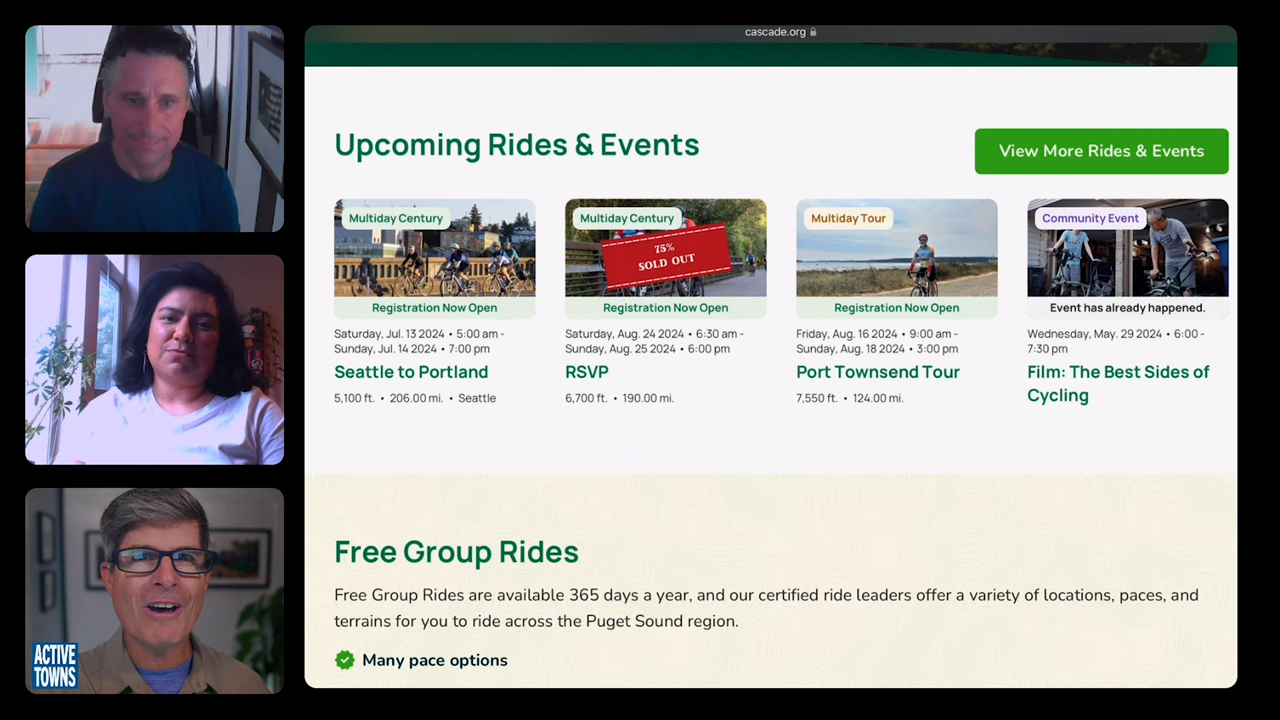 cascade.org
Upcoming Rides & Events
View More Rides & Events
Multiday Century
Registration Now Open
Saturday, Jul. 13 2024 • 5:00 am -
Sunday, Jul. 14 2024 • 7:00 pm
Seattle to Portland
5,100 ft. • 206.00 mi. • Seattle
Multiday Century
75%
SOLD OUT
Registration Now Open
Saturday, Aug. 24 2024 • 6:30 am -
Sunday, Aug. 25 2024 • 6:00 pm
RSVP
6,700 ft. • 190.00 mi.
Multiday Tour
Registration Now Open
Friday, Aug. 16 2024 • 9:00 am -
Sunday, Aug. 18 2024 • 3:00 pm
Port Townsend Tour
7,550 ft. • 124.00 mi.
Community Event
Event has already happened.
Wednesday, May. 29 2024 • 6:00 -
7:30 pm
Film: The Best Sides of
Cycling
Free Group Rides
Free Group Rides are available 365 days a year, and our certified ride leaders offer a variety of locations, paces, and
terrains for you to ride across the Puget Sound region.
Many pace options
ACTIVE
TOWNS